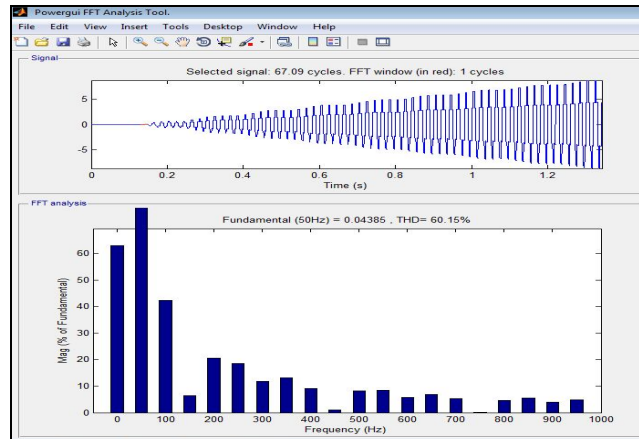 Powergui FFT Analysis Tool.
File Edit View Insert Tools Desktop Window Help
Signal
Selected signal: 67.09 cycles. FFT window (in red): 1 cycles
5
0
-5
0 0.2 0.4 0.6 0.8 1 1.2
Time (s)
FFT analysis
Fundamental (50Hz) = 0.04385 , THD= 60.15%
60
50
40
30
20
10
0
Mag (% of Fundamental)
0 100 200 300 400 500 600 700 800 900 1000
Frequency (Hz)